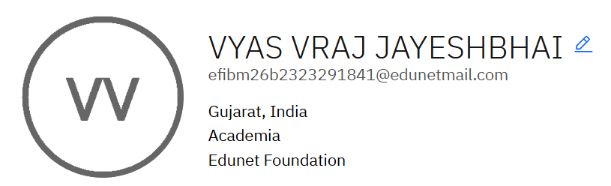 VV
VYAS VRAJ JAYESHBHAI
efibm26b2323291841@edunetmail.com
Gujarat, India
Academia
Edunet Foundation